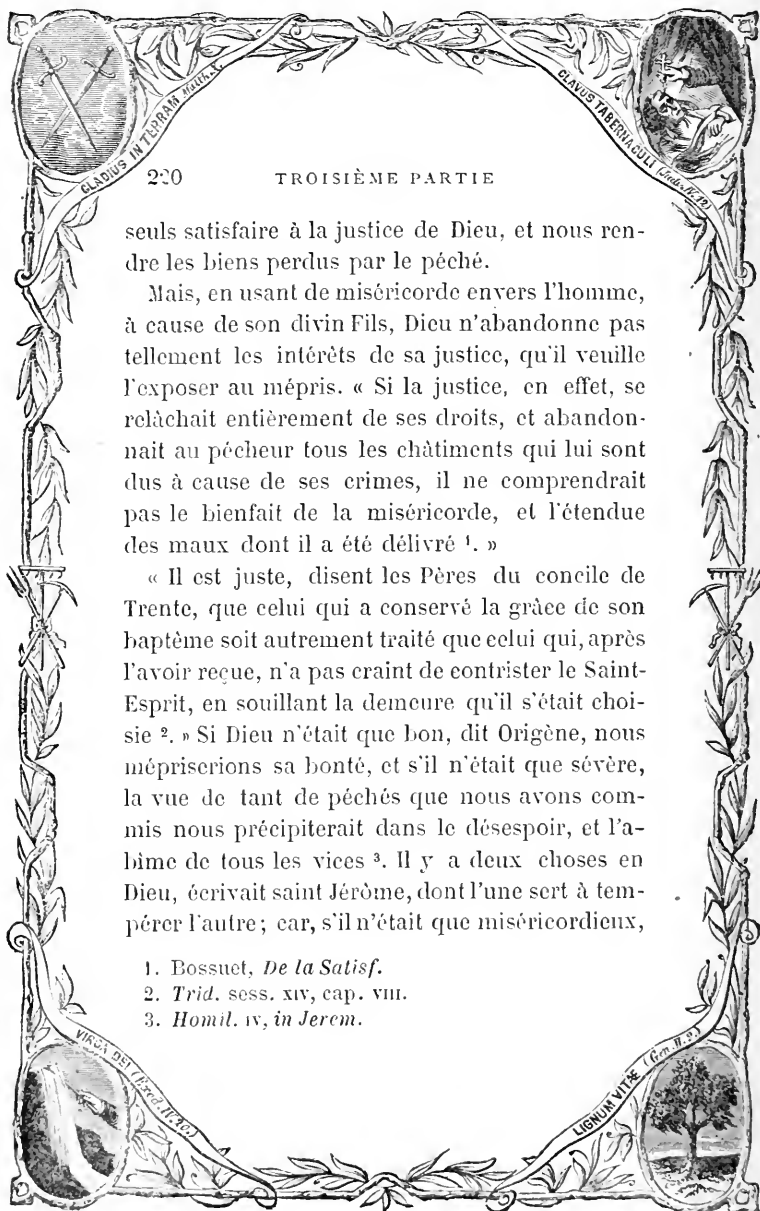 GLADIUS IN TERRAM Matth. X.
CLAVUS TABERNACULI (Judic. IV. 12)
220 TROISIÈME PARTIE
seuls satisfaire à la justice de Dieu, et nous ren-
dre les biens perdus par le péché.
Mais, en usant de miséricorde envers l'homme,
à cause de son divin Fils, Dieu n'abandonne pas
tellement les intérêts de sa justice, qu'il veuille
l'exposer au mépris. « Si la justice, en effet, se
relâchait entièrement de ses droits, et abandon-
nait au pécheur tous les châtiments qui lui sont
dus à cause de ses crimes, il ne comprendrait
pas le bienfait de la miséricorde, et l'étendue
des maux dont il a été délivré ¹. »
« Il est juste, disent les Pères du concile de
Trente, que celui qui a conservé la grâce de son
baptême soit autrement traité que celui qui, après
l'avoir reçue, n'a pas craint de contrister le Saint-
Esprit, en souillant la demeure qu'il s'était choi-
sie ². » Si Dieu n'était que bon, dit Origène, nous
mépriserions sa bonté, et s'il n'était que sévère,
la vue de tant de péchés que nous avons com-
mis nous précipiterait dans le désespoir, et l'a-
bîme de tous les vices ³. Il y a deux choses en
Dieu, écrivait saint Jérôme, dont l'une sert à tem-
pérer l'autre; car, s'il n'était que miséricordieux,
1. Bossuet, De la Satisf.
2. Trid. sess. XIV, cap. VIII.
3. Homil. IV, in Jerem.
VIRGA DEI (Exod. IV. 20.)
LIGNUM VITÆ (Gen. II. 9.)